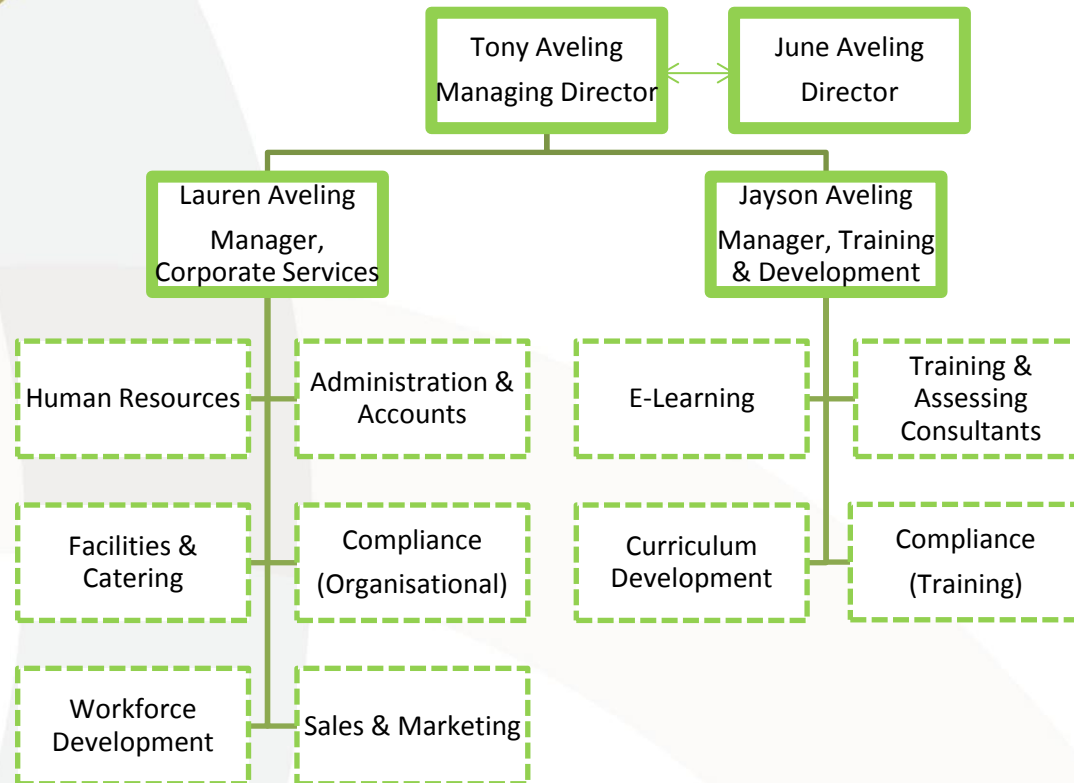 Tony Aveling
Managing Director
June Aveling
Director
Lauren Aveling
Manager,
Corporate Services
Jayson Aveling
Manager, Training
& Development
Human Resources
Administration &
Accounts
E-Learning
Training &
Assessing
Consultants
Facilities &
Catering
Compliance
(Organisational)
Curriculum
Development
Compliance
(Training)
Workforce
Development
Sales & Marketing